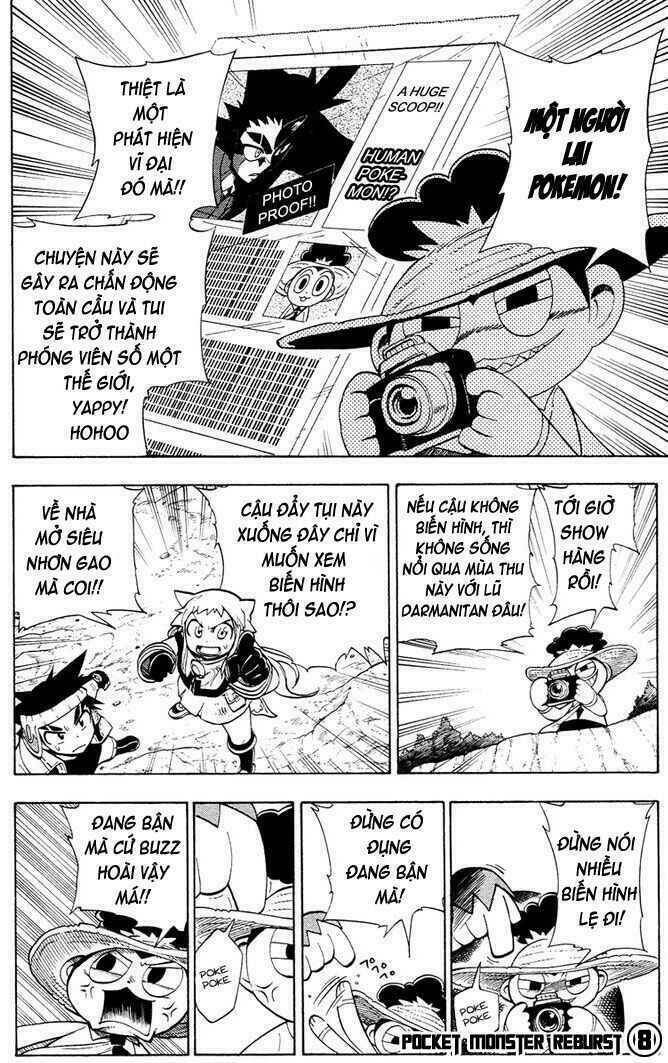 MỘT NGƯỜI
LAI
POKEMON!
A HUGE
SCOOP!!
HUMAN
POKE-
MON!?
PHOTO
PROOF!!
THIỆT LÀ
MỘT
PHÁT HIỆN
VĨ ĐẠI
ĐÓ MÀ!!
CHUYỆN NÀY SẼ
GÂY RA CHẤN ĐỘNG
TOÀN CẦU VÀ TUI
SẼ TRỞ THÀNH
PHÓNG VIÊN SỐ MỘT
THẾ GIỚI,
YAPPY!
HOHOO
TỚI GIỜ
SHOW
HÀNG
RỒI!
NẾU CẬU KHÔNG
BIẾN HÌNH, THÌ
KHÔNG SỐNG
NỔI QUA MÙA THU
NÀY VỚI LŨ
DARMANITAN ĐÂU!
CẬU ĐẨY TỤI NÀY
XUỐNG ĐÂY CHỈ VÌ
MUỐN XEM
BIẾN HÌNH
THÔI SAO!?
VỀ NHÀ
MỞ SIÊU
NHƠN GAO
MÀ COI!!
ĐỪNG NÓI
NHIỀU
BIẾN HÌNH
LẸ ĐI!
POKE
POKE
ĐỪNG CÓ
ĐỤNG
ĐANG BẬN
MÀ!
POKE
POKE
ĐANG BẬN
MÀ CỨ BUZZ
HOÀI VẬY
MÁ!!
POCKET MONSTER REBURST 8